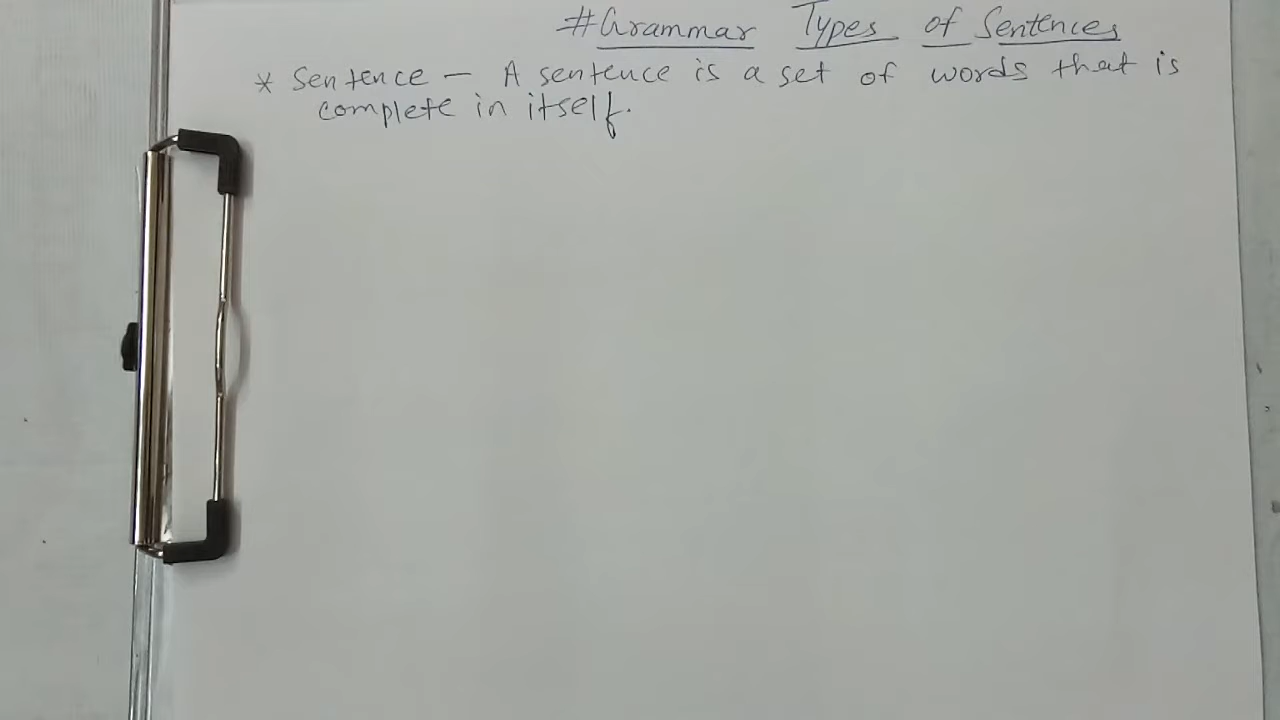 #Grammar Types of Sentences
* Sentence - A sentence is a set of words that is
complete in itself.